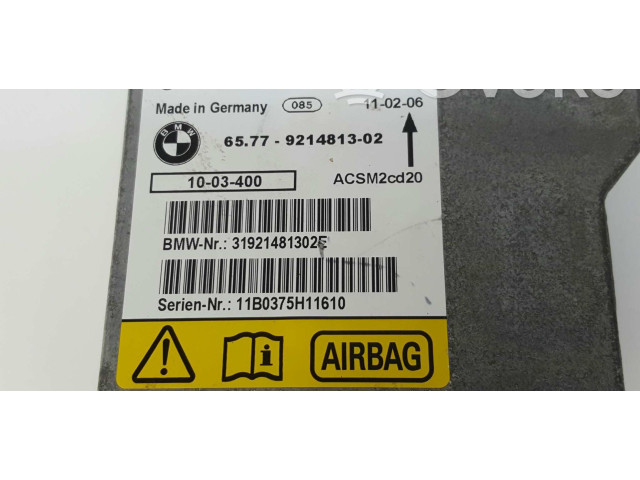 Made in Germany 085 11-02-06
BMW 65.77 - 9214813-02
10-03-400 ACSM2cd20
BMW-Nr.: 31921481302E
Serien-Nr.: 11B0375H11610
AIRBAG